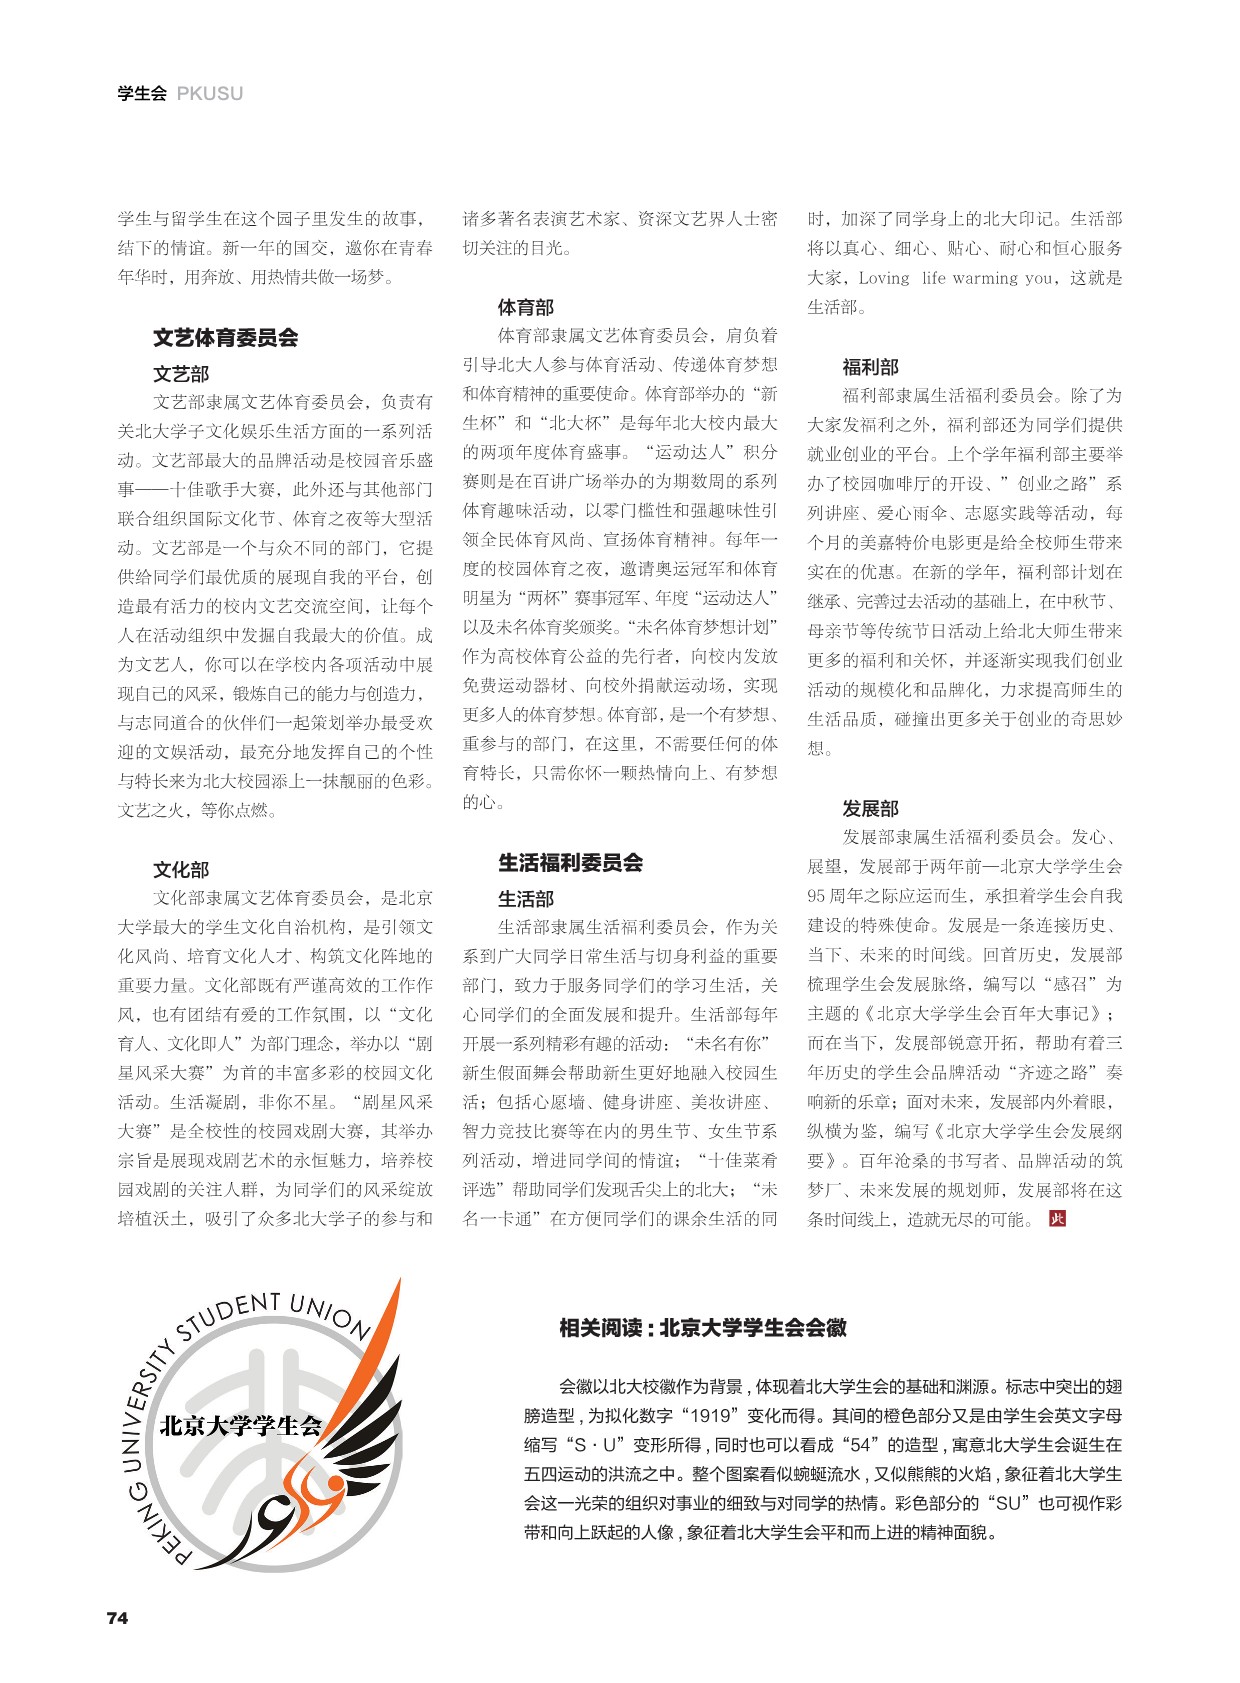 学生会 PKUSU
学生与留学生在这个园子里发生的故事，
结下的情谊。新一年的国交，邀你在青春
年华时，用奔放、用热情共做一场梦。
文艺体育委员会
文艺部
文艺部隶属文艺体育委员会，负责有
关北大学子文化娱乐生活方面的一系列活
动。文艺部最大的品牌活动是校园音乐盛
事——十佳歌手大赛，此外还与其他部门
联合组织国际文化节、体育之夜等大型活
动。文艺部是一个与众不同的部门，它提
供给同学们最优质的展现自我的平台，创
造最有活力的校内文艺交流空间，让每个
人在活动组织中发掘自我最大的价值。成
为文艺人，你可以在学校内各项活动中展
现自己的风采，锻炼自己的能力与创造力，
与志同道合的伙伴们一起策划举办最受欢
迎的文娱活动，最充分地发挥自己的个性
与特长来为北大校园添上一抹靓丽的色彩。
文艺之火，等你点燃。
文化部
文化部隶属文艺体育委员会，是北京
大学最大的学生文化自治机构，是引领文
化风尚、培育文化人才、构筑文化阵地的
重要力量。文化部既有严谨高效的工作作
风，也有团结有爱的工作氛围，以“文化
育人、文化即人”为部门理念，举办以“剧
星风采大赛”为首的丰富多彩的校园文化
活动。生活凝剧，非你不星。“剧星风采
大赛”是全校性的校园戏剧大赛，其举办
宗旨是展现戏剧艺术的永恒魅力，培养校
园戏剧的关注人群，为同学们的风采绽放
培植沃土，吸引了众多北大学子的参与和
诸多著名表演艺术家、资深文艺界人士密
切关注的目光。
体育部
体育部隶属文艺体育委员会，肩负着
引导北大人参与体育活动、传递体育梦想
和体育精神的重要使命。体育部举办的“新
生杯”和“北大杯”是每年北大校内最大
的两项年度体育盛事。“运动达人”积分
赛则是在百讲广场举办的为期数周的系列
体育趣味活动，以零门槛性和强趣味性引
领全民体育风尚、宣扬体育精神。每年一
度的校园体育之夜，邀请奥运冠军和体育
明星为“两杯”赛事冠军、年度“运动达人”
以及未名体育奖颁奖。“未名体育梦想计划”
作为高校体育公益的先行者，向校内发放
免费运动器材、向校外捐献运动场，实现
更多人的体育梦想。体育部，是一个有梦想、
重参与的部门，在这里，不需要任何的体
育特长，只需你怀一颗热情向上、有梦想
的心。
生活福利委员会
生活部
生活部隶属生活福利委员会，作为关
系到广大同学日常生活与切身利益的重要
部门，致力于服务同学们的学习生活，关
心同学们的全面发展和提升。生活部每年
开展一系列精彩有趣的活动：“未名有你”
新生假面舞会帮助新生更好地融入校园生
活；包括心愿墙、健身讲座、美妆讲座、
智力竞技比赛等在内的男生节、女生节系
列活动，增进同学间的情谊；“十佳菜肴
评选”帮助同学们发现舌尖上的北大；“未
名一卡通”在方便同学们的课余生活的同
时，加深了同学身上的北大印记。生活部
将以真心、细心、贴心、耐心和恒心服务
大家，Loving life warming you，这就是
生活部。
福利部
福利部隶属生活福利委员会。除了为
大家发福利之外，福利部还为同学们提供
就业创业的平台。上个学年福利部主要举
办了校园咖啡厅的开设、”创业之路”系
列讲座、爱心雨伞、志愿实践等活动，每
个月的美嘉特价电影更是给全校师生带来
实在的优惠。在新的学年，福利部计划在
继承、完善过去活动的基础上，在中秋节、
母亲节等传统节日活动上给北大师生带来
更多的福利和关怀，并逐渐实现我们创业
活动的规模化和品牌化，力求提高师生的
生活品质，碰撞出更多关于创业的奇思妙
想。
发展部
发展部隶属生活福利委员会。发心、
展望，发展部于两年前—北京大学学生会
95 周年之际应运而生，承担着学生会自我
建设的特殊使命。发展是一条连接历史、
当下、未来的时间线。回首历史，发展部
梳理学生会发展脉络，编写以“感召”为
主题的《北京大学学生会百年大事记》；
而在当下，发展部锐意开拓，帮助有着三
年历史的学生会品牌活动“齐迹之路”奏
响新的乐章；面对未来，发展部内外着眼，
纵横为鉴，编写《北京大学学生会发展纲
要》。百年沧桑的书写者、品牌活动的筑
梦厂、未来发展的规划师，发展部将在这
条时间线上，造就无尽的可能。 此
PEKING UNIVERSITY STUDENT UNION
北京大学学生会
相关阅读：北京大学学生会会徽
会徽以北大校徽作为背景，体现着北大学生会的基础和渊源。标志中突出的翅
膀造型，为拟化数字“1919”变化而得。其间的橙色部分又是由学生会英文字母
缩写“S·U”变形所得，同时也可以看成“54”的造型，寓意北大学生会诞生在
五四运动的洪流之中。整个图案看似蜿蜒流水，又似熊熊的火焰，象征着北大学生
会这一光荣的组织对事业的细致与对同学的热情。彩色部分的“SU”也可视作彩
带和向上跃起的人像，象征着北大学生会平和而上进的精神面貌。
74